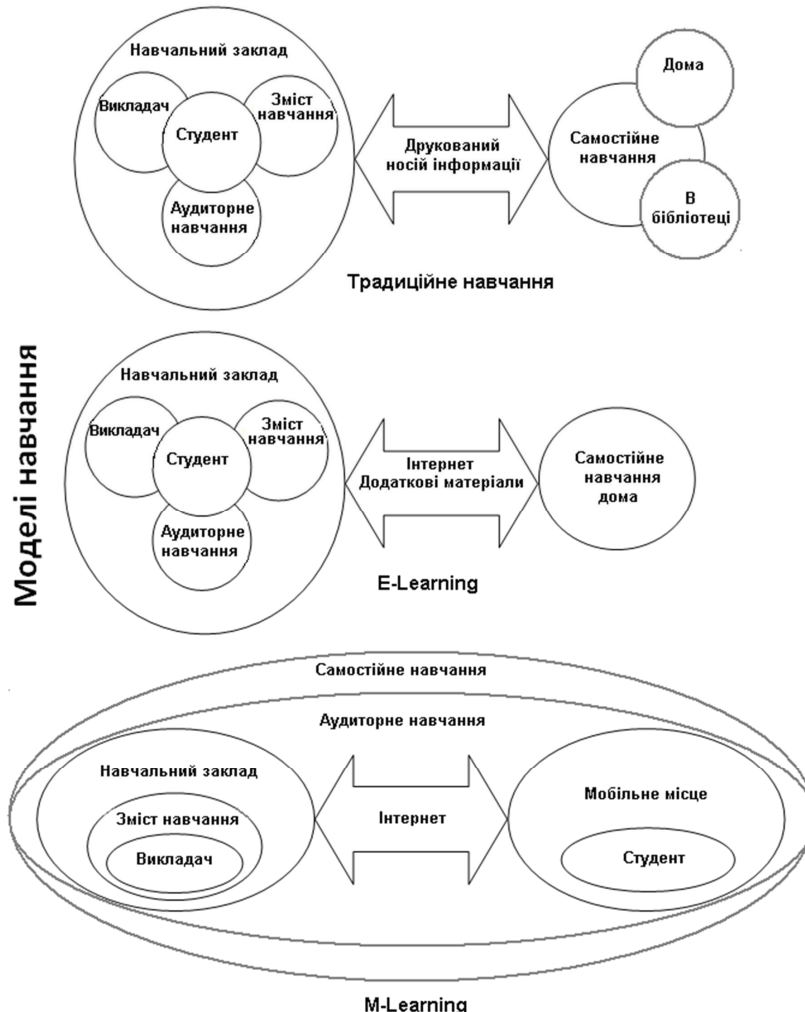 Моделі навчання
Навчальний заклад
Викладач
Зміст
навчання
Студент
Аудиторне
навчання
Друкований
носій інформації
Дома
Самостійне
навчання
В
бібліотеці
Традиційне навчання
Навчальний заклад
Викладач
Зміст
навчання
Студент
Аудиторне
навчання
Інтернет
Додаткові матеріали
Самостійне
навчання
дома
E-Learning
Самостійне навчання
Аудиторне навчання
Навчальний заклад
Зміст навчання
Викладач
Інтернет
Мобільне місце
Студент
M-Learning